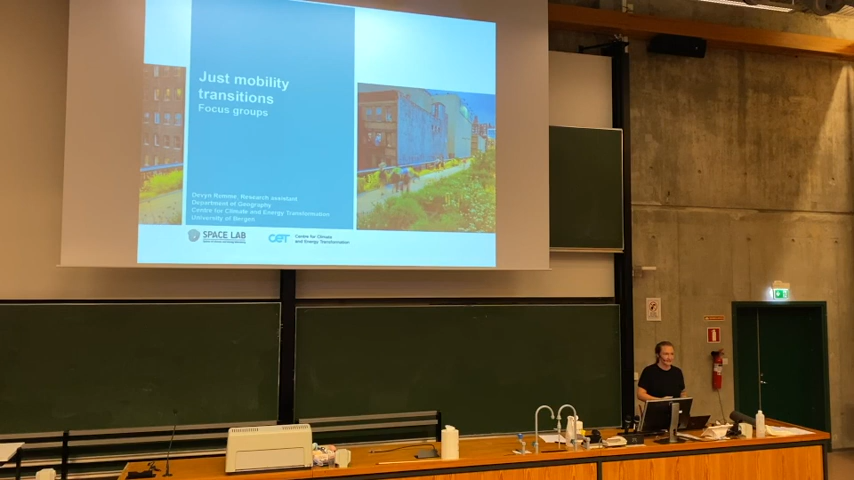 Just mobility
transitions
Focus groups
Devyn Remme, Research assistant
Department of Geography
Centre for Climate and Energy Transformation
University of Bergen
SPACE LAB
CET
Centre for Climate
and Energy Transformation